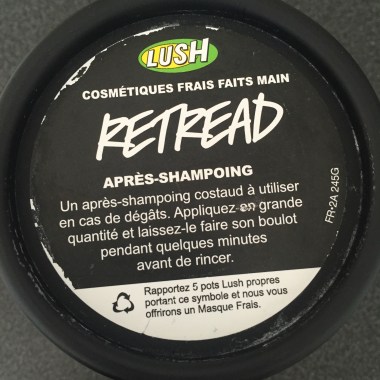 LUSH
COSMÉTIQUES FRAIS FAITS MAIN
RETREAD
APRÈS-SHAMPOING
Un après-shampoing costaud à utiliser
en cas de dégâts. Appliquez en grande
quantité et laissez-le faire son boulot
pendant quelques minutes
avant de rincer.
FR-2A 245G
Rapportez 5 pots Lush propres
portant ce symbole et nous vous
offrirons un Masque Frais.